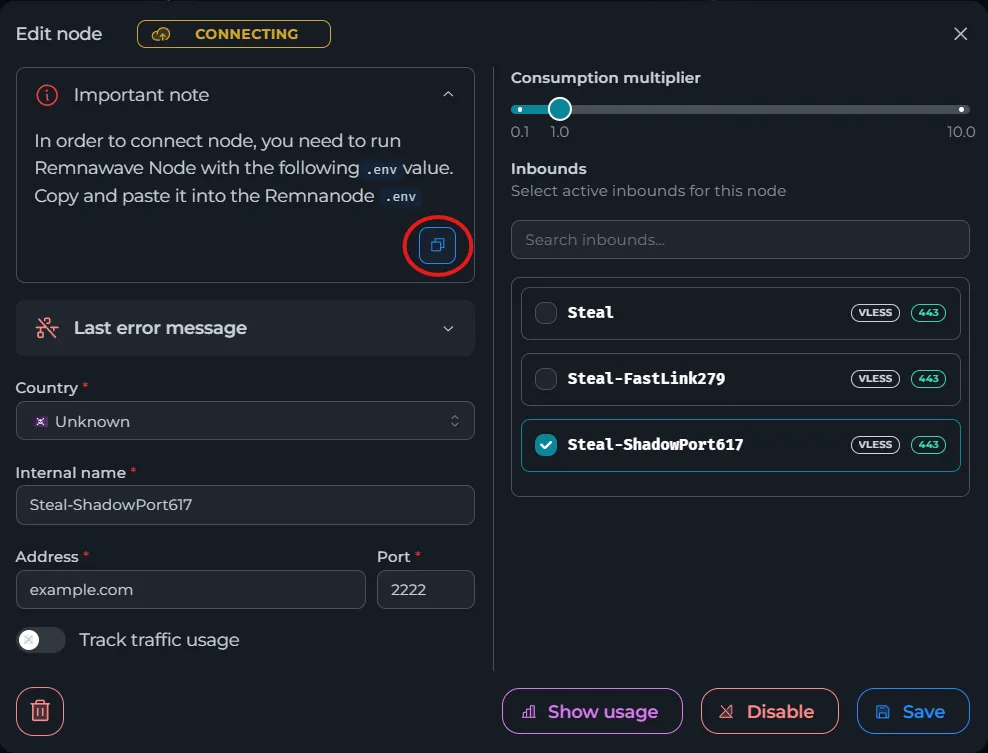 Edit node
CONNECTING
Important note
In order to connect node, you need to run
Remnawave Node with the following .env value.
Copy and paste it into the Remnanode .env
Last error message
Country *
Unknown
Internal name *
Steal-ShadowPort617
Address *
Port *
example.com
2222
Track traffic usage
Consumption multiplier
0.1 1.0 10.0
Inbounds
Select active inbounds for this node
Search inbounds...
Steal VLESS 443
Steal-FastLink279 VLESS 443
Steal-ShadowPort617 VLESS 443
Show usage
Disable
Save